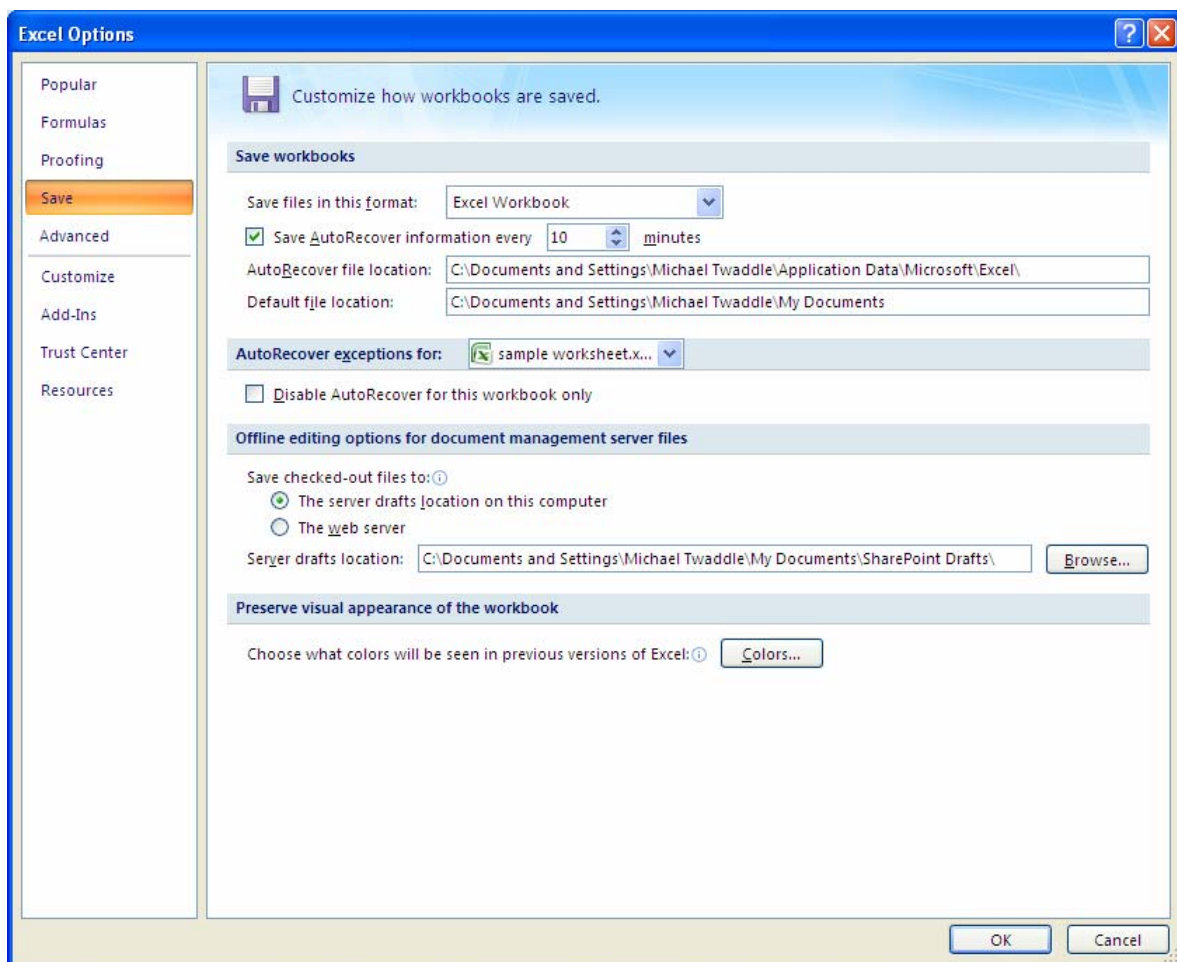 Excel Options
Popular
Formulas
Proofing
Save
Advanced
Customize
Add-Ins
Trust Center
Resources
Customize how workbooks are saved.
Save workbooks
Save files in this format: Excel Workbook
Save AutoRecover information every 10 minutes
AutoRecover file location: C:\Documents and Settings\Michael Twaddle\Application Data\Microsoft\Excel\
Default file location: C:\Documents and Settings\Michael Twaddle\My Documents
AutoRecover exceptions for: sample worksheet.x...
Disable AutoRecover for this workbook only
Offline editing options for document management server files
Save checked-out files to:
The server drafts location on this computer
The web server
Server drafts location: C:\Documents and Settings\Michael Twaddle\My Documents\SharePoint Drafts\ Browse...
Preserve visual appearance of the workbook
Choose what colors will be seen in previous versions of Excel: Colors...
OK Cancel